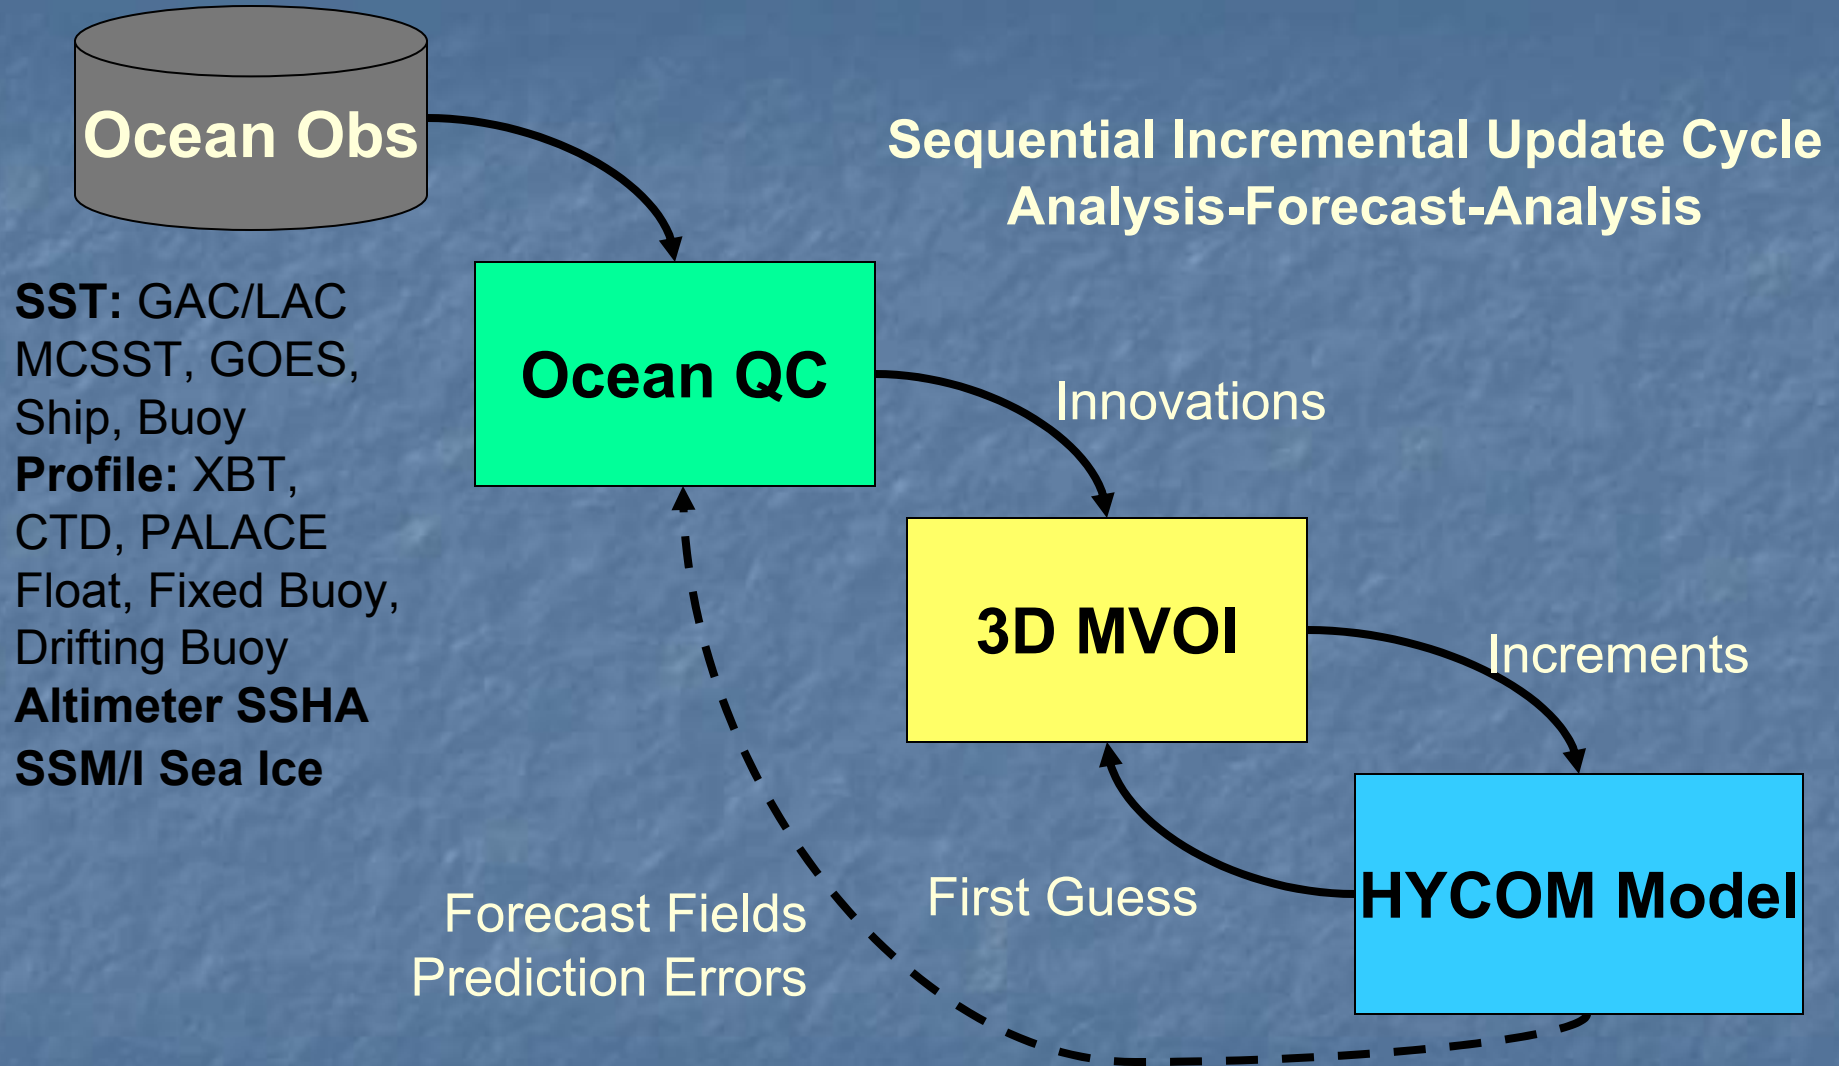 Ocean Obs
Sequential Incremental Update Cycle
Analysis-Forecast-Analysis
SST: GAC/LAC
MCSST, GOES,
Ship, Buoy
Profile: XBT,
CTD, PALACE
Float, Fixed Buoy,
Drifting Buoy
Altimeter SSHA
SSM/I Sea Ice
Ocean QC
Innovations
3D MVOI
Increments
HYCOM Model
First Guess
Forecast Fields
Prediction Errors